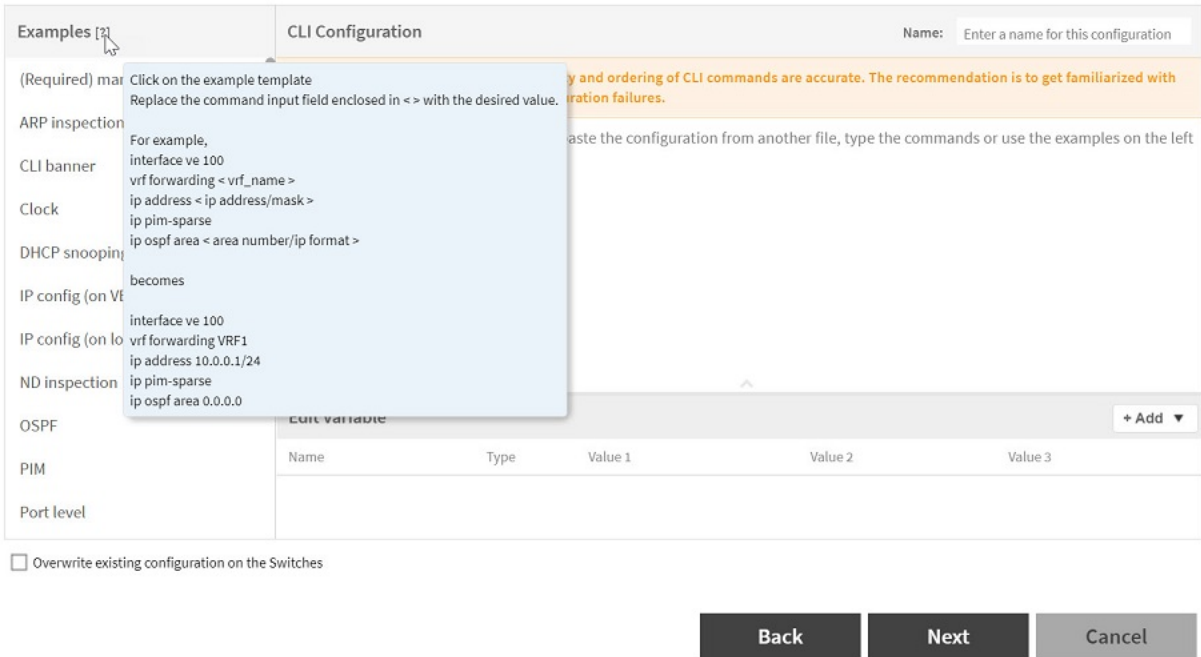 Examples [?]
CLI Configuration
Name:
Enter a name for this configuration
(Required) mar
ARP inspection
CLI banner
Clock
DHCP snooping
IP config (on VE
IP config (on lo
ND inspection
OSPF
PIM
Port level
Click on the example template
Replace the command input field enclosed in < > with the desired value.
For example,
interface ve 100
vrf forwarding < vrf_name >
ip address < ip address/mask >
ip pim-sparse
ip ospf area < area number/ip format >
becomes
interface ve 100
vrf forwarding VRF1
ip address 10.0.0.1/24
ip pim-sparse
ip ospf area 0.0.0.0
y and ordering of CLI commands are accurate. The recommendation is to get familiarized with
ration failures.
aste the configuration from another file, type the commands or use the examples on the left
Edit Variable
+ Add
Name Type Value 1 Value 2 Value 3
Overwrite existing configuration on the Switches
Back
Next
Cancel